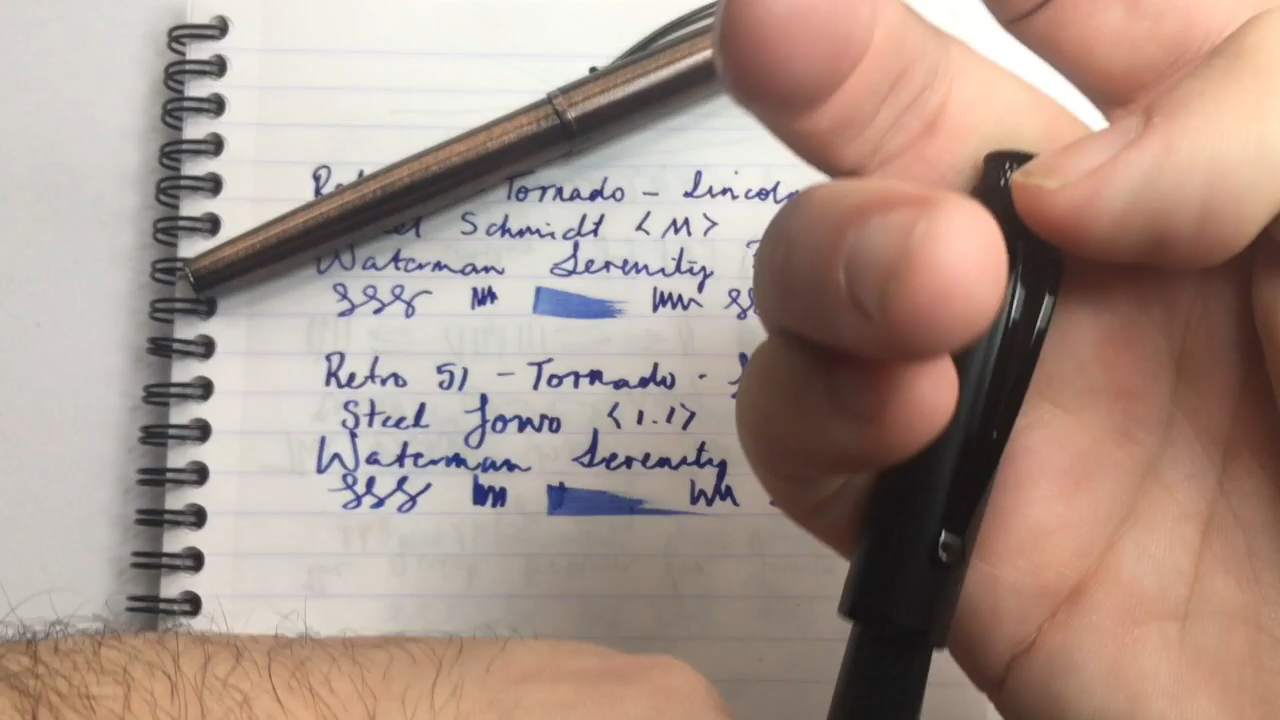 Tornado - Lincoln
Schmidt <M>
Waterman Serenity
Retro 51 - Tornado -
Steel Jowo <1.1>
Waterman Serenity